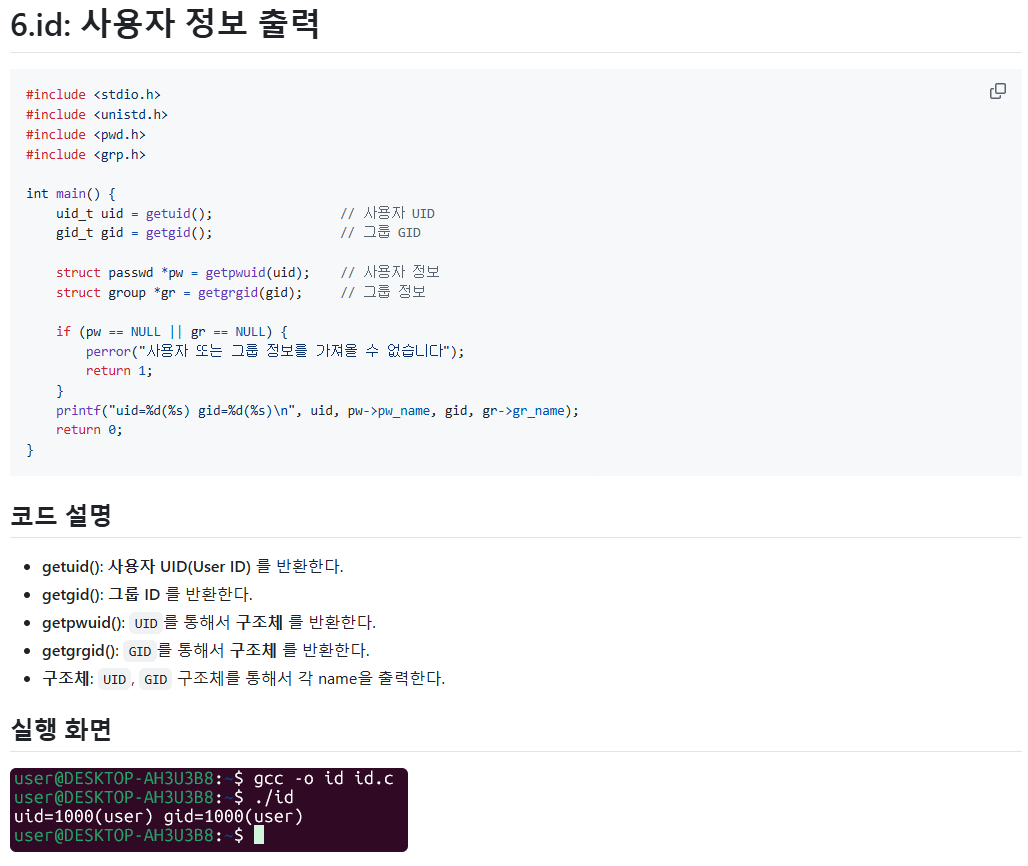 6.id: 사용자 정보 출력
#include <stdio.h>
#include <unistd.h>
#include <pwd.h>
#include <grp.h>
int main() {
    uid_t uid = getuid();                 // 사용자 UID
    gid_t gid = getgid();                 // 그룹 GID
    struct passwd *pw = getpwuid(uid);    // 사용자 정보
    struct group *gr = getgrgid(gid);     // 그룹 정보
    if (pw == NULL || gr == NULL) {
        perror("사용자 또는 그룹 정보를 가져올 수 없습니다");
        return 1;
    }
    printf("uid=%d(%s) gid=%d(%s)\n", uid, pw->pw_name, gid, gr->gr_name);
    return 0;
}
코드 설명
• getuid(): 사용자 UID(User ID) 를 반환한다.
• getgid(): 그룹 ID 를 반환한다.
• getpwuid(): UID 를 통해서 구조체 를 반환한다.
• getgrgid(): GID 를 통해서 구조체 를 반환한다.
• 구조체: UID , GID 구조체를 통해서 각 name을 출력한다.
실행 화면
user@DESKTOP-AH3U3B8:~$ gcc -o id id.c
user@DESKTOP-AH3U3B8:~$ ./id
uid=1000(user) gid=1000(user)
user@DESKTOP-AH3U3B8:~$